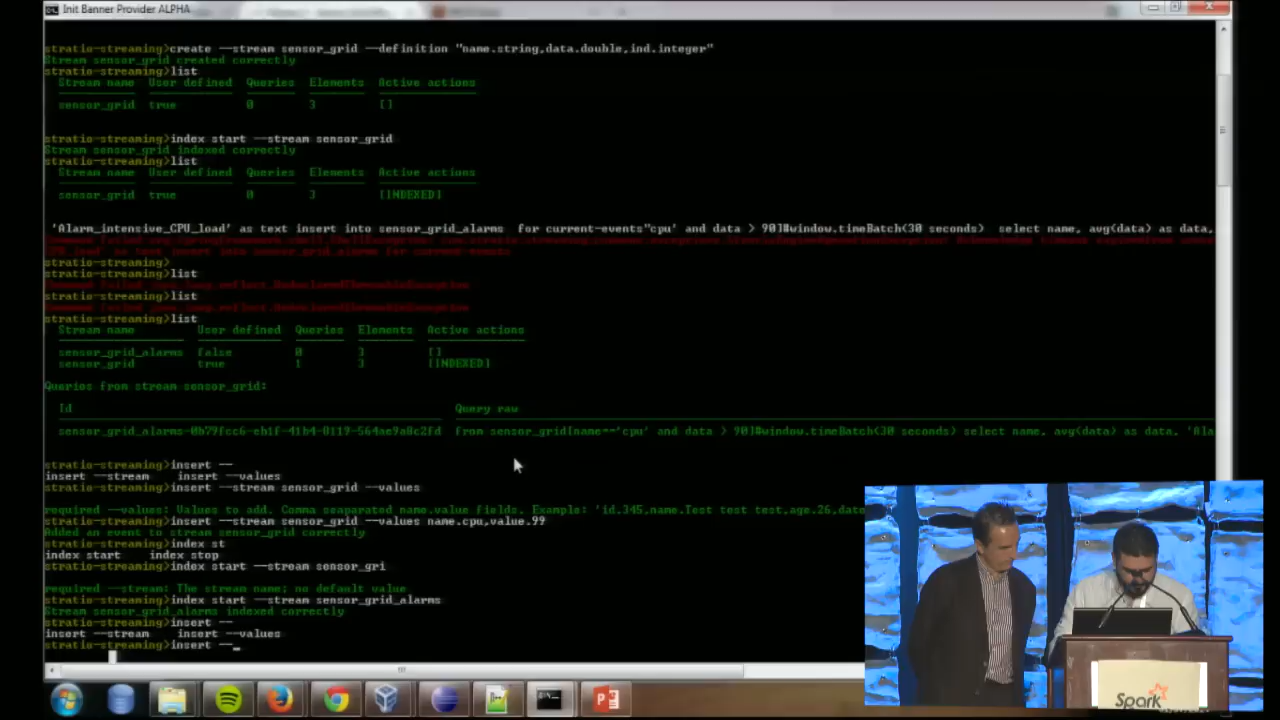 Init Banner Provider ALPHA
stratio-streaming>create --stream sensor_grid --definition "name.string,data.double,ind.integer"
Stream sensor_grid created correctly
stratio-streaming>list
Stream name User defined Queries Elements Active actions
sensor_grid true 0 3 []
stratio-streaming>index start --stream sensor_grid
Stream sensor_grid indexed correctly
stratio-streaming>list
Stream name User defined Queries Elements Active actions
sensor_grid true 0 3 [INDEXED]
'Alarm_intensive_CPU_load' as text insert into sensor_grid_alarms for current-events"cpu' and data > 90]#window.timeBatch(30 seconds) select name, avg(data) as data,
stratio-streaming>
stratio-streaming>list
stratio-streaming>list
stratio-streaming>list
Stream name User defined Queries Elements Active actions
sensor_grid_alarms false 0 3 []
sensor_grid true 1 3 [INDEXED]
Queries from stream sensor_grid:
Id Query raw
from sensor_grid[name=='cpu' and data > 90]#window.timeBatch(30 seconds) select name, avg(data) as data, 'Ala
stratio-streaming>insert --
insert --stream insert --values
stratio-streaming>insert --stream sensor_grid --values
required --values: Values to add. Comma seaparated name.value fields. Example: 'id.345,name.Test test test,age.26,date
stratio-streaming>insert --stream sensor_grid --values name.cpu,value.99
Added an event to stream sensor_grid correctly
stratio-streaming>index st
index start index stop
stratio-streaming>index start --stream sensor_gri
required --stream: The stream name; no default value
stratio-streaming>index start --stream sensor_grid_alarms
Stream sensor_grid_alarms indexed correctly
stratio-streaming>insert --
insert --stream insert --values
stratio-streaming>insert --_
Spark